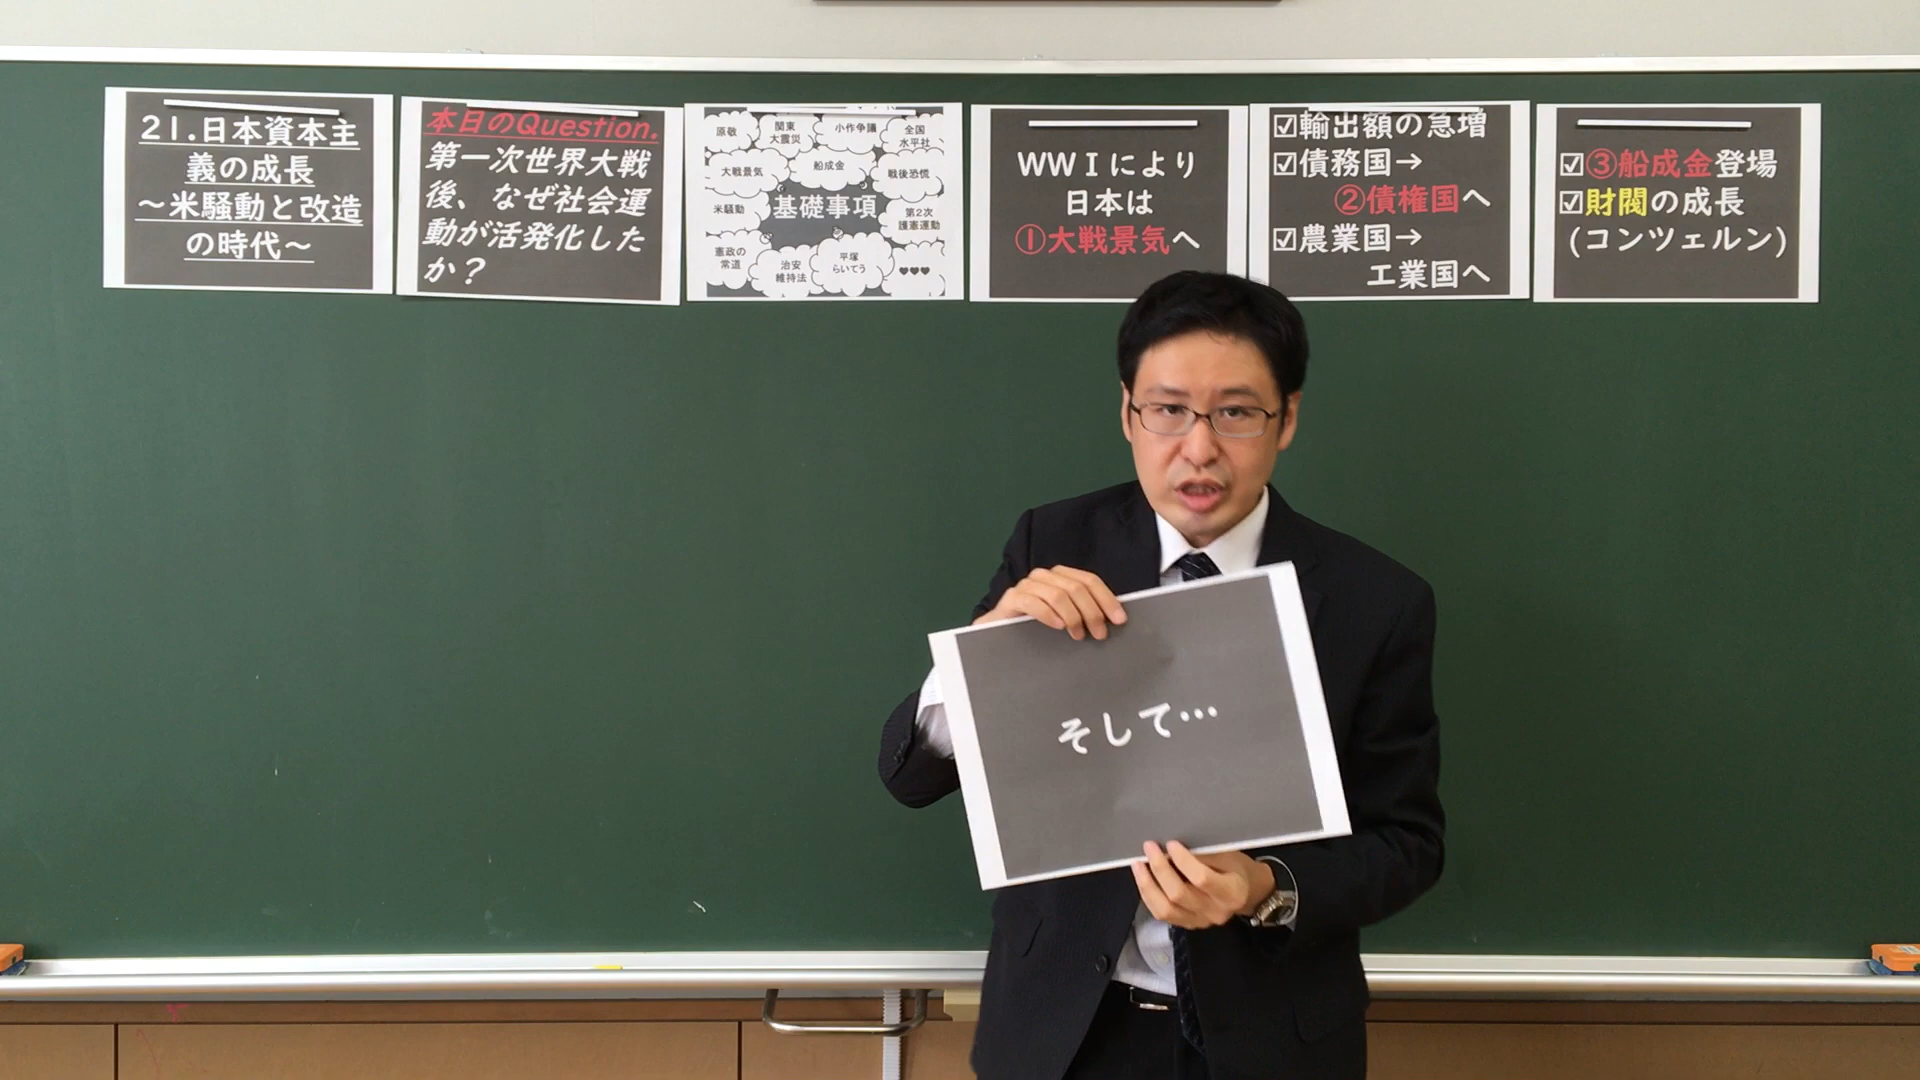 21.日本資本主
義の成長
～米騒動と改造
の時代～
本日のQuestion.
第一次世界大戦
後、なぜ社会運
動が活発化した
か？
原敬
関東
大震災
小作争議
全国
水平社
大戦景気
船成金
戦後恐慌
米騒動
基礎事項
第2次
護憲運動
憲政の
常道
治安
維持法
平塚
らいてう
♥♥♥
WWⅠにより
日本は
①大戦景気へ
☑輸出額の急増
☑債務国→
②債権国へ
☑農業国→
工業国へ
☑③船成金登場
☑財閥の成長
(コンツェルン)
そして…